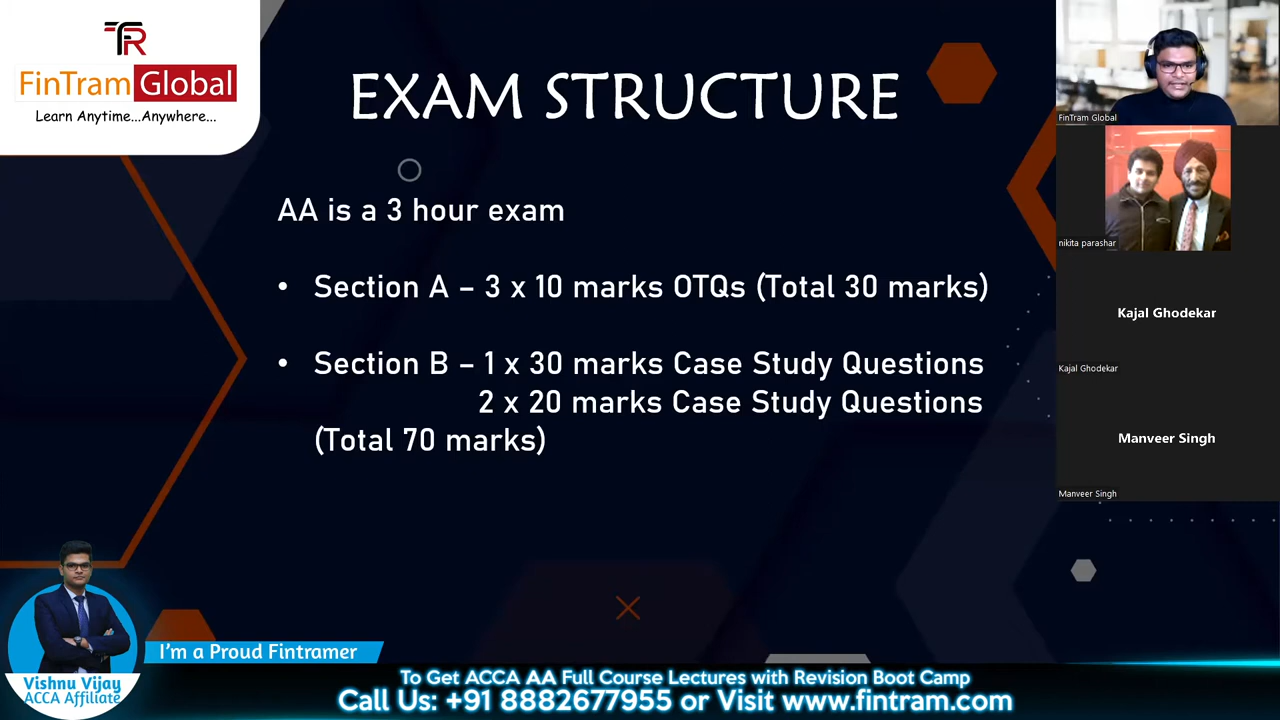 TR
FinTram Global
Learn Anytime...Anywhere...
EXAM STRUCTURE
AA is a 3 hour exam
• Section A – 3 x 10 marks OTQs (Total 30 marks)
• Section B – 1 x 30 marks Case Study Questions
2 x 20 marks Case Study Questions
(Total 70 marks)
FinTram Global
nikita parashar
Kajal Ghodekar
Kajal Ghodekar
Manveer Singh
Manveer Singh
I'm a Proud Fintramer
Vishnu Vijay
ACCA Affiliate
To Get ACCA AA Full Course Lectures with Revision Boot Camp
Call Us: +91 8882677955 or Visit www.fintram.com